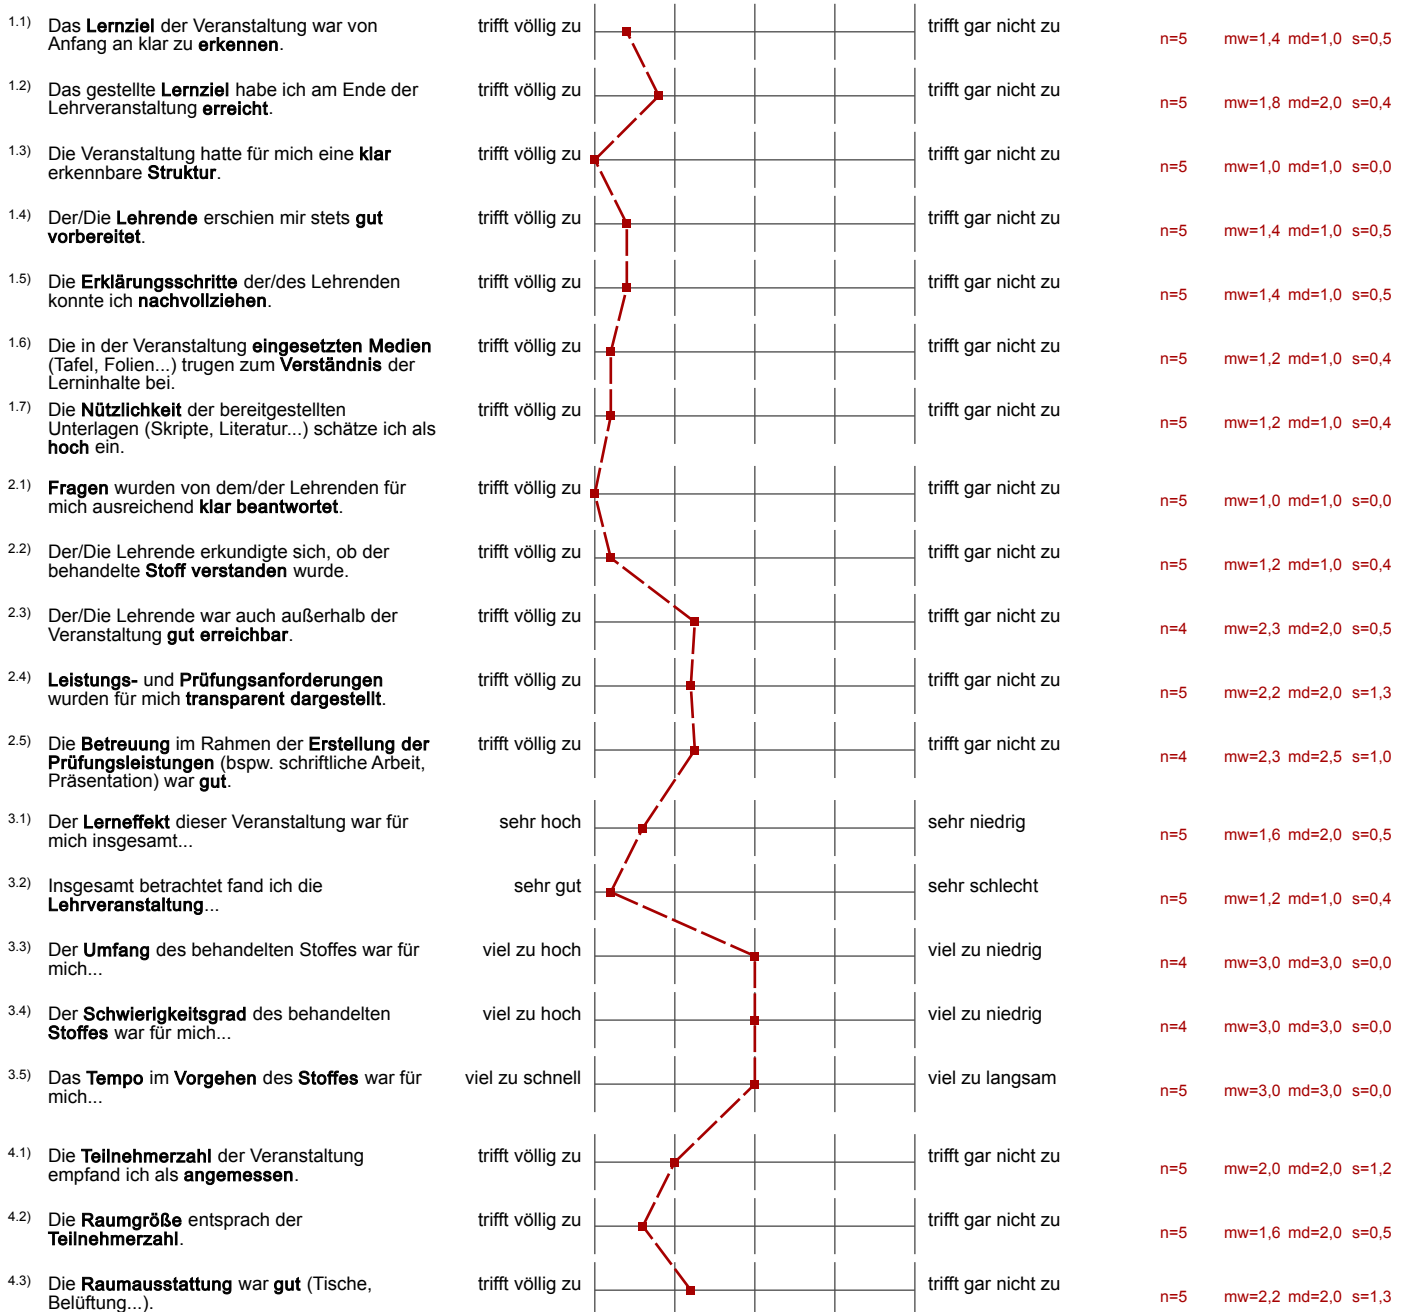 1.1) Das Lernziel der Veranstaltung war von trifft völlig zu trifft gar nicht zu
Anfang an klar zu erkennen. n=5 mw=1,4 md=1,0 s=0,5
1.2) Das gestellte Lernziel habe ich am Ende der trifft völlig zu trifft gar nicht zu
Lehrveranstaltung erreicht. n=5 mw=1,8 md=2,0 s=0,4
1.3) Die Veranstaltung hatte für mich eine klar trifft völlig zu trifft gar nicht zu
erkennbare Struktur. n=5 mw=1,0 md=1,0 s=0,0
1.4) Der/Die Lehrende erschien mir stets gut trifft völlig zu trifft gar nicht zu
vorbereitet. n=5 mw=1,4 md=1,0 s=0,5
1.5) Die Erklärungsschritte der/des Lehrenden trifft völlig zu trifft gar nicht zu
konnte ich nachvollziehen. n=5 mw=1,4 md=1,0 s=0,5
1.6) Die in der Veranstaltung eingesetzten Medien trifft völlig zu trifft gar nicht zu
(Tafel, Folien...) trugen zum Verständnis der n=5 mw=1,2 md=1,0 s=0,4
Lerninhalte bei.
1.7) Die Nützlichkeit der bereitgestellten trifft völlig zu trifft gar nicht zu
Unterlagen (Skripte, Literatur...) schätze ich als n=5 mw=1,2 md=1,0 s=0,4
hoch ein.
2.1) Fragen wurden von dem/der Lehrenden für trifft völlig zu trifft gar nicht zu
mich ausreichend klar beantwortet. n=5 mw=1,0 md=1,0 s=0,0
2.2) Der/Die Lehrende erkundigte sich, ob der trifft völlig zu trifft gar nicht zu
behandelte Stoff verstanden wurde. n=5 mw=1,2 md=1,0 s=0,4
2.3) Der/Die Lehrende war auch außerhalb der trifft völlig zu trifft gar nicht zu
Veranstaltung gut erreichbar. n=4 mw=2,3 md=2,0 s=0,5
2.4) Leistungs- und Prüfungsanforderungen trifft völlig zu trifft gar nicht zu
wurden für mich transparent dargestellt. n=5 mw=2,2 md=2,0 s=1,3
2.5) Die Betreuung im Rahmen der Erstellung der trifft völlig zu trifft gar nicht zu
Prüfungsleistungen (bspw. schriftliche Arbeit, n=4 mw=2,3 md=2,5 s=1,0
Präsentation) war gut.
3.1) Der Lerneffekt dieser Veranstaltung war für sehr hoch sehr niedrig
mich insgesamt... n=5 mw=1,6 md=2,0 s=0,5
3.2) Insgesamt betrachtet fand ich die sehr gut sehr schlecht
Lehrveranstaltung... n=5 mw=1,2 md=1,0 s=0,4
3.3) Der Umfang des behandelten Stoffes war für viel zu hoch viel zu niedrig
mich... n=4 mw=3,0 md=3,0 s=0,0
3.4) Der Schwierigkeitsgrad des behandelten viel zu hoch viel zu niedrig
Stoffes war für mich... n=4 mw=3,0 md=3,0 s=0,0
3.5) Das Tempo im Vorgehen des Stoffes war für viel zu schnell viel zu langsam
mich... n=5 mw=3,0 md=3,0 s=0,0
4.1) Die Teilnehmerzahl der Veranstaltung trifft völlig zu trifft gar nicht zu
empfand ich als angemessen. n=5 mw=2,0 md=2,0 s=1,2
4.2) Die Raumgröße entsprach der trifft völlig zu trifft gar nicht zu
Teilnehmerzahl. n=5 mw=1,6 md=2,0 s=0,5
4.3) Die Raumausstattung war gut (Tische, trifft völlig zu trifft gar nicht zu
Belüftung...). n=5 mw=2,2 md=2,0 s=1,3